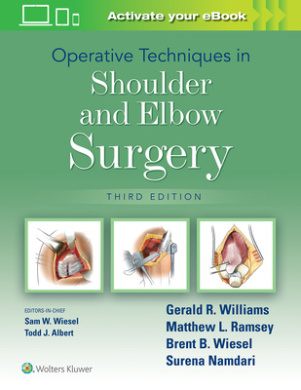 Activate your eBook
Operative Techniques in
Shoulder
and Elbow
Surgery
THIRD EDITION
EDITORS-IN-CHIEF
Sam W. Wiesel
Todd J. Albert
Gerald R. Williams
Matthew L. Ramsey
Brent B. Wiesel
Surena Namdari
Wolters Kluwer